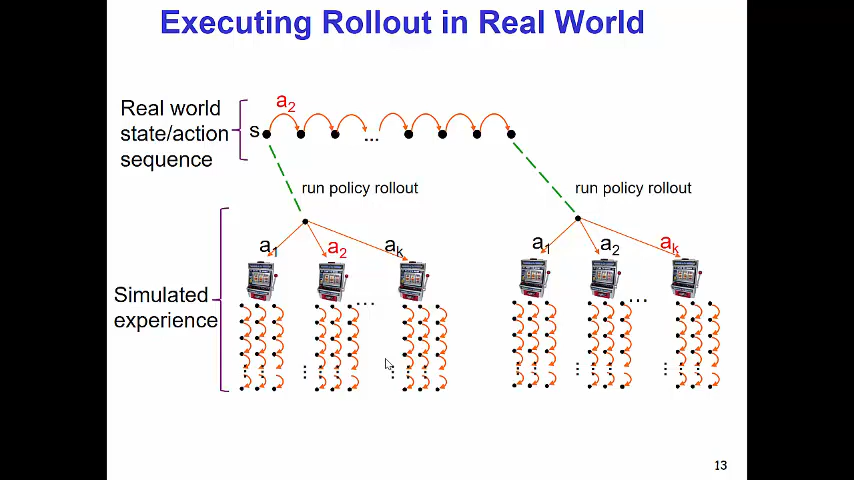 Executing Rollout in Real World
Real world
state/action
sequence
s
a2
...
run policy rollout
run policy rollout
a1
a2
ak
a1
a2
ak
...
...
Simulated
experience
13